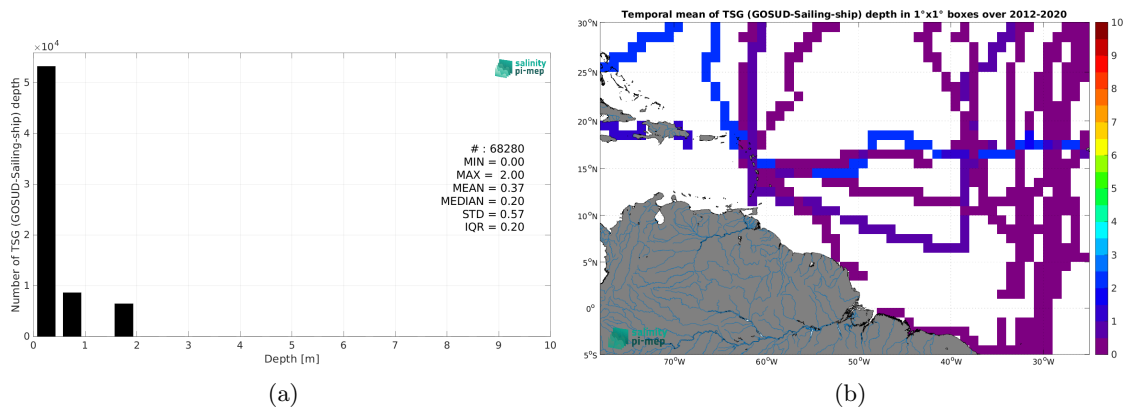 ×10⁴
5
4
3
2
1
0
Number of TSG (GOSUD-Sailing-ship) depth
salinity
pi-mep
# : 68280
MIN = 0.00
MAX = 2.00
MEAN = 0.37
MEDIAN = 0.20
STD = 0.57
IQR = 0.20
0 1 2 3 4 5 6 7 8 9 10
Depth [m]
(a)
Temporal mean of TSG (GOSUD-Sailing-ship) depth in 1°x1° boxes over 2012-2020
30°N
25°N
20°N
15°N
10°N
5°N
0°
5°S
salinity
pi-mep
70°W 60°W 50°W 40°W 30°W
10
9
8
7
6
5
4
3
2
1
0
(b)